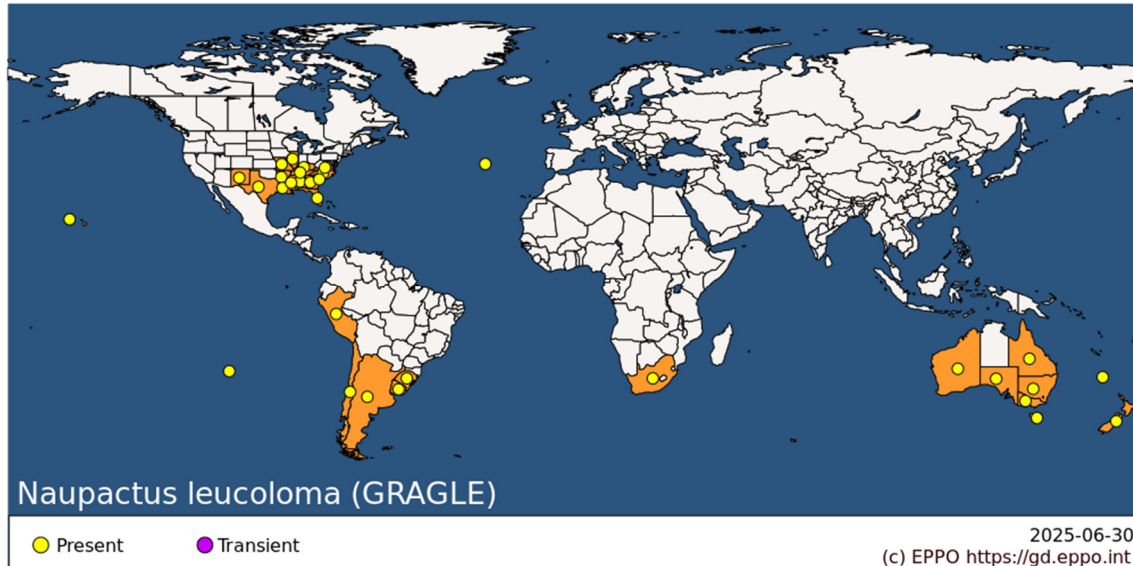 Naupactus leucoloma (GRAGLE)
Present
Transient
2025-06-30
(c) EPPO https://gd.eppo.int